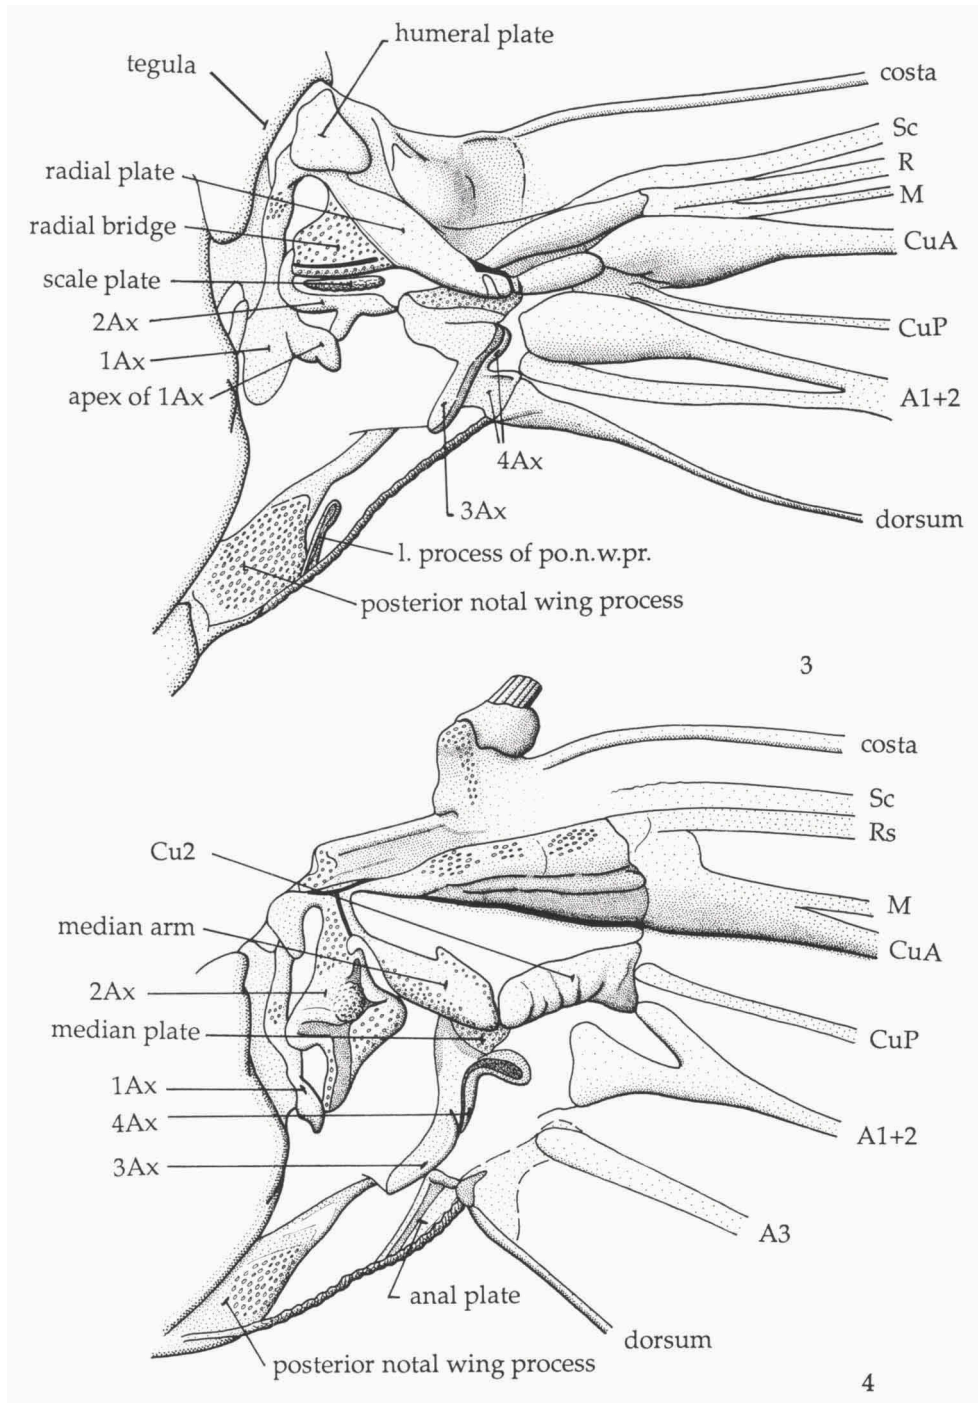 humeral plate
tegula
costa
Sc
radial plate
R
M
radial bridge
CuA
scale plate
2Ax
CuP
1Ax
apex of 1Ax
A1+2
4Ax
3Ax
dorsum
l. process of po.n.w.pr.
posterior notal wing process
3
costa
Sc
Rs
Cu2
M
median arm
CuA
2Ax
median plate
CuP
1Ax
4Ax
A1+2
3Ax
A3
anal plate
dorsum
posterior notal wing process
4